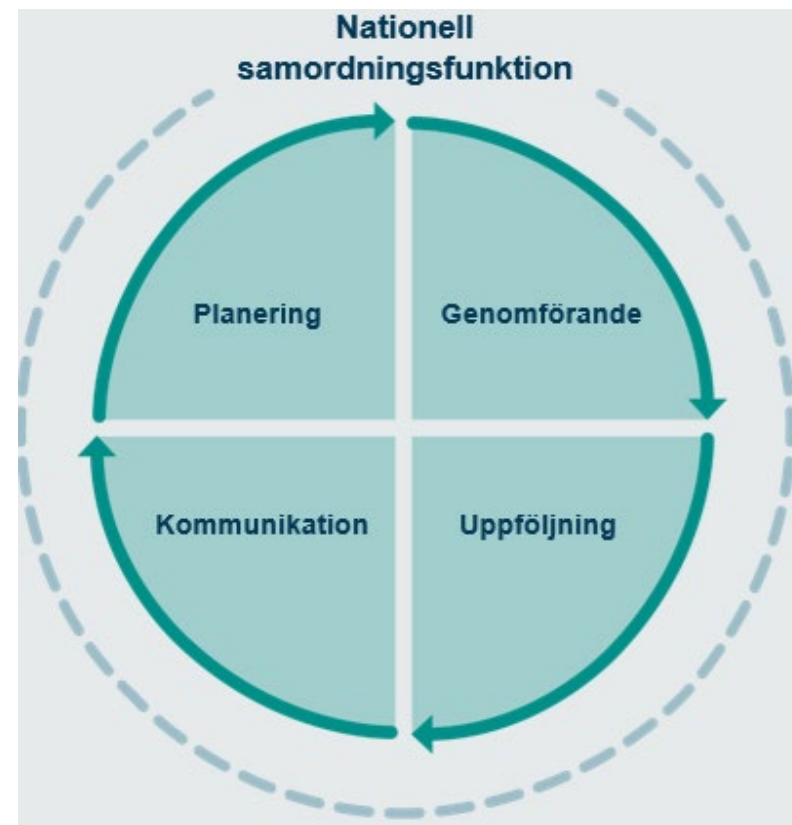 Nationell
samordningsfunktion
Planering
Genomförande
Kommunikation
Uppföljning